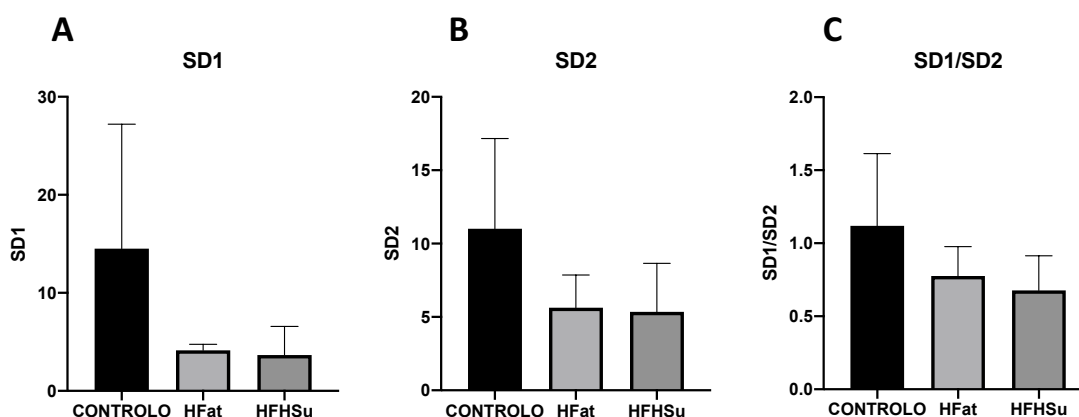 A
SD1
30
20
10
0
SD1
CONTROLO HFat HFHSu
B
SD2
20
15
10
5
0
SD2
CONTROLO HFat HFHSu
C
SD1/SD2
2.0
1.5
1.0
0.5
0.0
SD1/SD2
CONTROLO HFat HFHSu